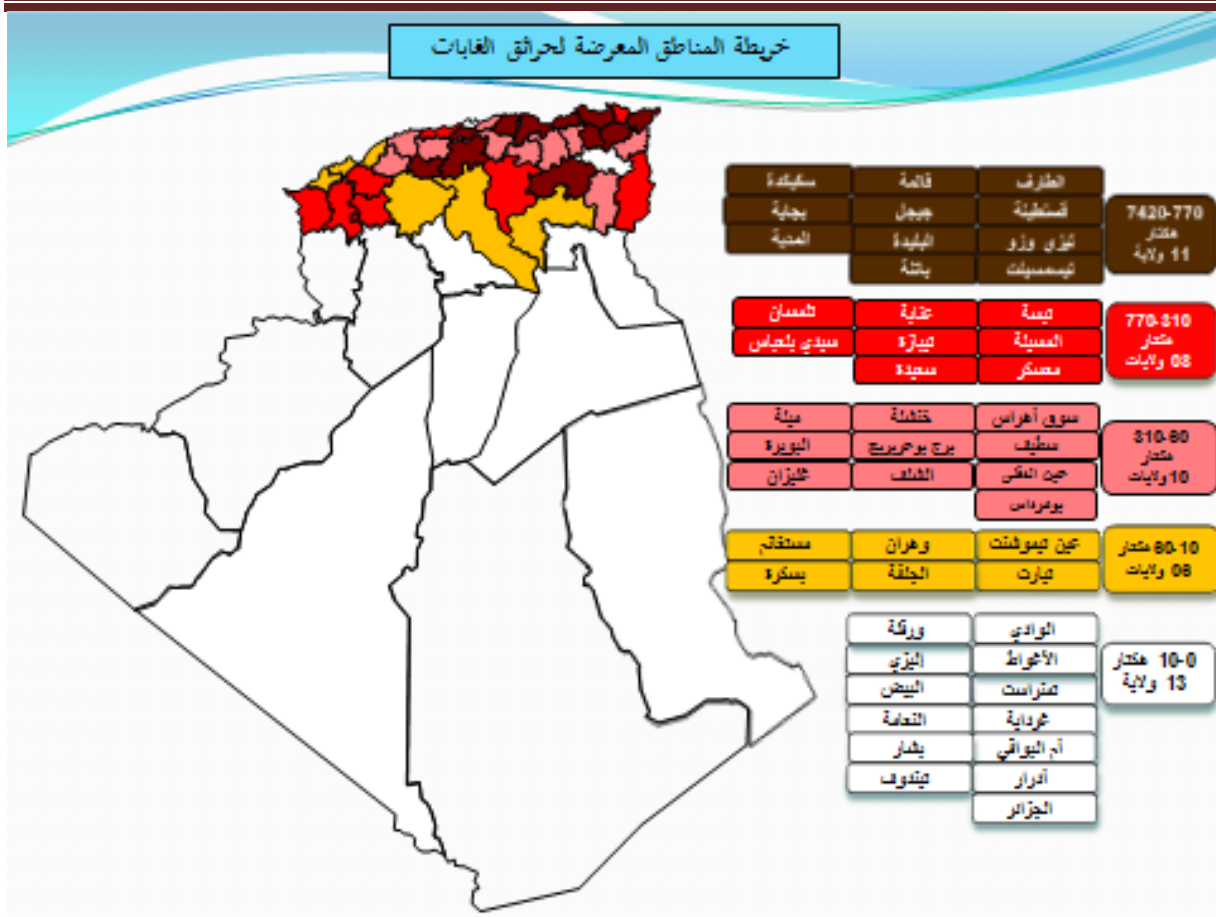 خريطة المناطق المعرضة لحرائق الغابات
7420-770 هكتار 11 ولاية
الطارف قالمة سكيكدة
قسنطينة جيجل بجاية
تيزي وزو البليدة المدية
تيسمسيلت باتنة
770-310 هكتار 08 ولايات
تبسة عنابة تلمسان
المسيلة تيبازة سيدي بلعباس
معسكر سعيدة
310-80 هكتار 10 ولايات
سوق أهراس خنشلة ميلة
سطيف برج بوعريريج البويرة
عين الدفلى الشلف غليزان
بومرداس
80-10 هكتار 06 ولايات
عين تيموشنت وهران مستغانم
تيارت الجلفة بسكرة
10-0 هكتار 13 ولاية
الوادي ورقلة
الأغواط اليزي
تمنراست البيض
غرداية النعامة
أم البواقي بشار
أدرار تيندوف
الجزائر